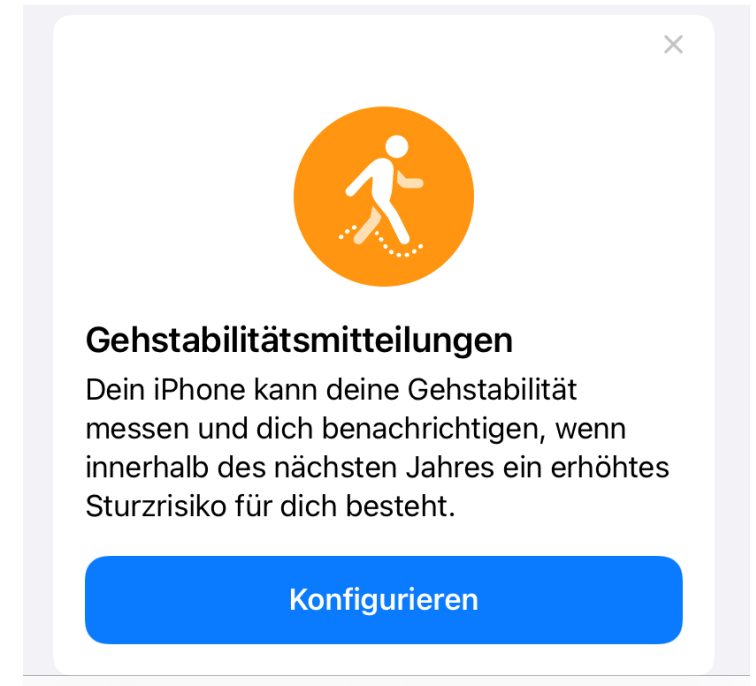 Gehstabilitätsmitteilungen
Dein iPhone kann deine Gehstabilität
messen und dich benachrichtigen, wenn
innerhalb des nächsten Jahres ein erhöhtes
Sturzrisiko für dich besteht.
Konfigurieren